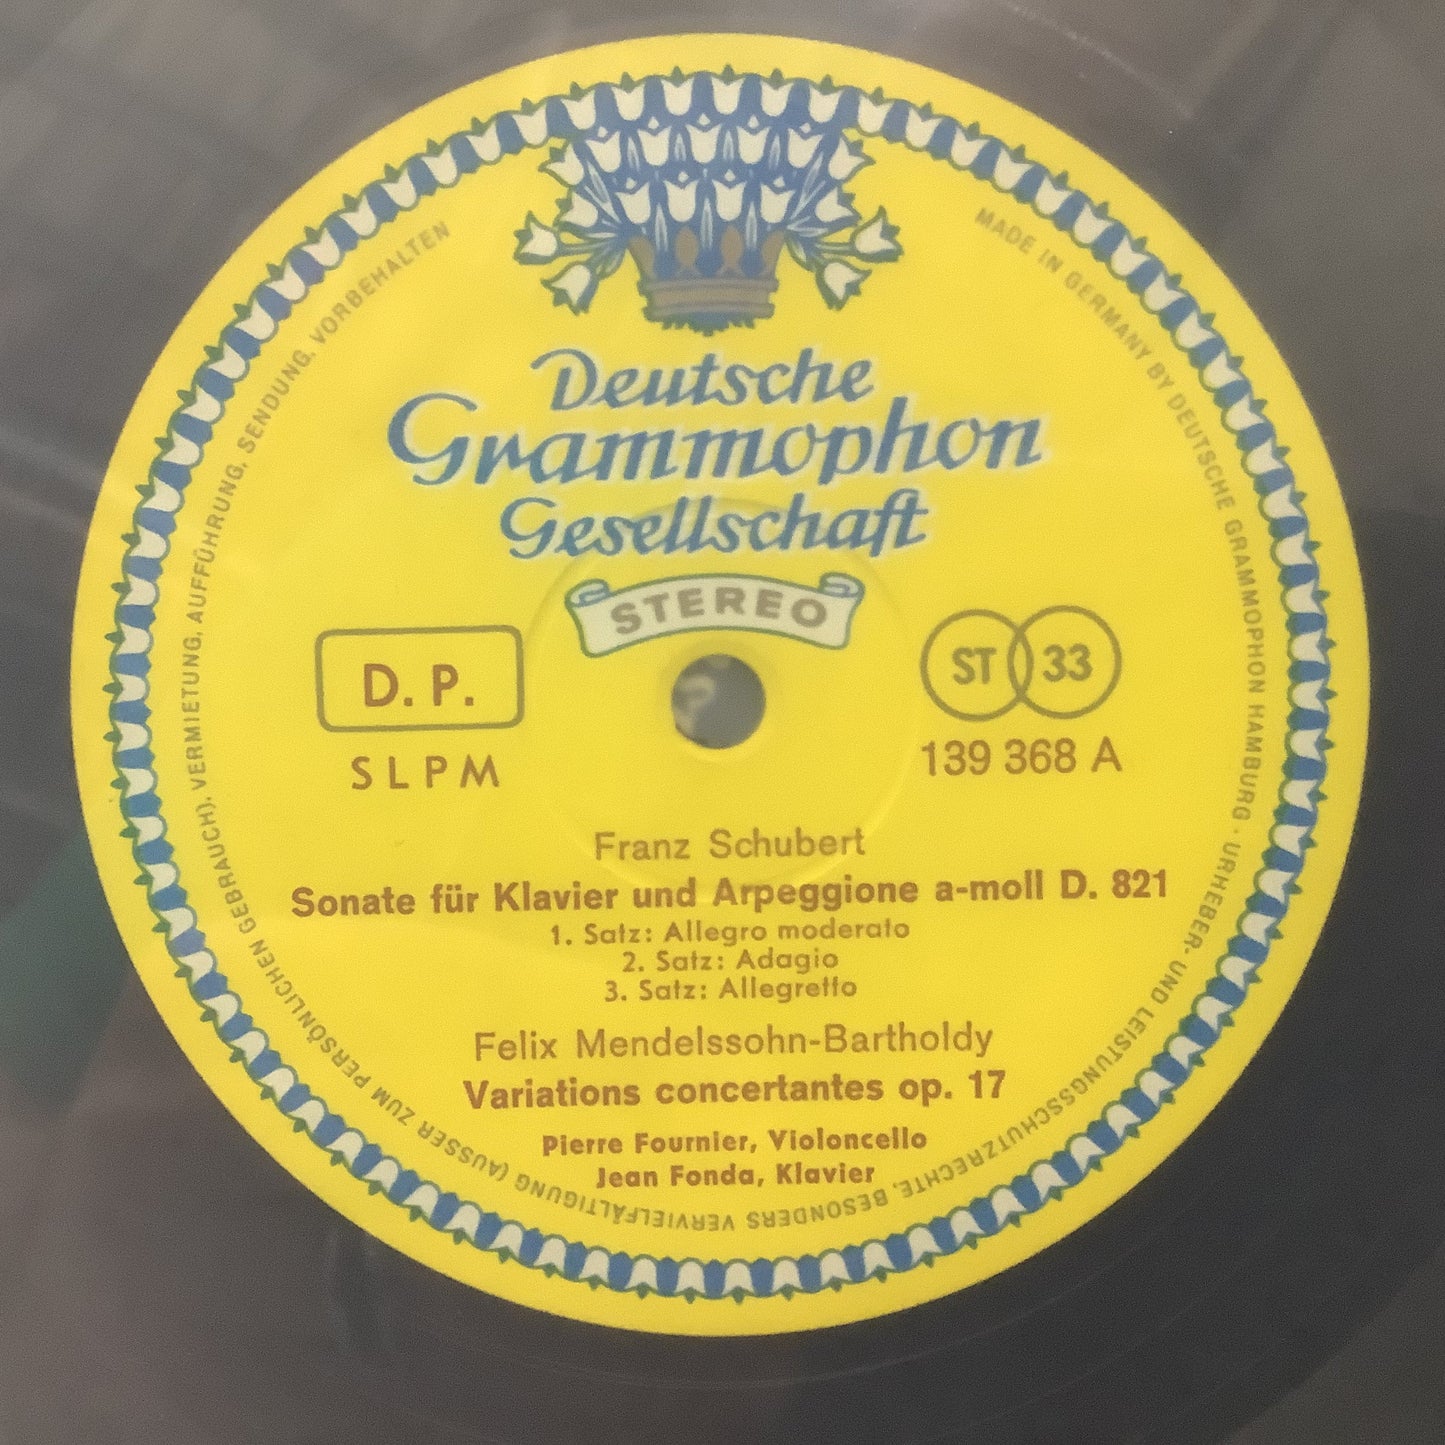 Deutsche
Grammophon
Gesellschaft
STEREO
D. P.
SLPM
ST 33
139 368 A
Franz Schubert
Sonate für Klavier und Arpeggione a-moll D. 821
1. Satz: Allegro moderato
2. Satz: Adagio
3. Satz: Allegretto
Felix Mendelssohn-Bartholdy
Variations concertantes op. 17
Pierre Fournier, Violoncello
Jean Fonda, Klavier
MADE IN GERMANY BY DEUTSCHE GRAMMOPHON HAMBURG · URHEBER- UND LEISTUNGSSCHUTZRECHTE, BESONDERS VERVIELFÄLTIGUNG (AUSSER ZUM PERSÖNLICHEN GEBRAUCH), VERMIETUNG, AUFFÜHRUNG, SENDUNG, VORBEHALTEN